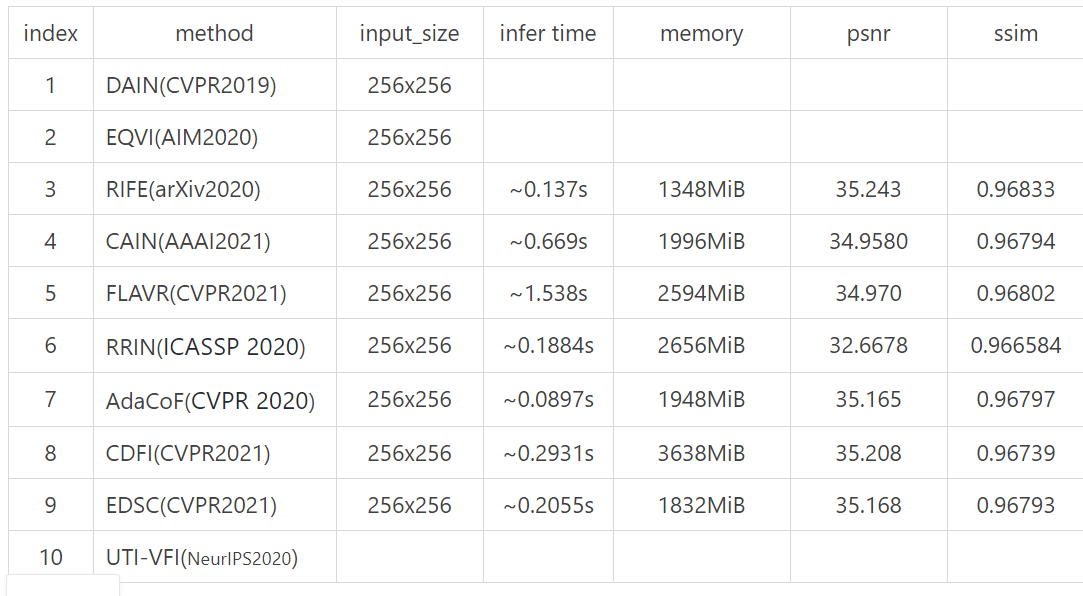 index method input_size infer time memory psnr ssim
1 DAIN(CVPR2019) 256x256
2 EQVI(AIM2020) 256x256
3 RIFE(arXiv2020) 256x256 ~0.137s 1348MiB 35.243 0.96833
4 CAIN(AAAI2021) 256x256 ~0.669s 1996MiB 34.9580 0.96794
5 FLAVR(CVPR2021) 256x256 ~1.538s 2594MiB 34.970 0.96802
6 RRIN(ICASSP 2020) 256x256 ~0.1884s 2656MiB 32.6678 0.966584
7 AdaCoF(CVPR 2020) 256x256 ~0.0897s 1948MiB 35.165 0.96797
8 CDFI(CVPR2021) 256x256 ~0.2931s 3638MiB 35.208 0.96739
9 EDSC(CVPR2021) 256x256 ~0.2055s 1832MiB 35.168 0.96793
10 UTI-VFI(NeurIPS2020)